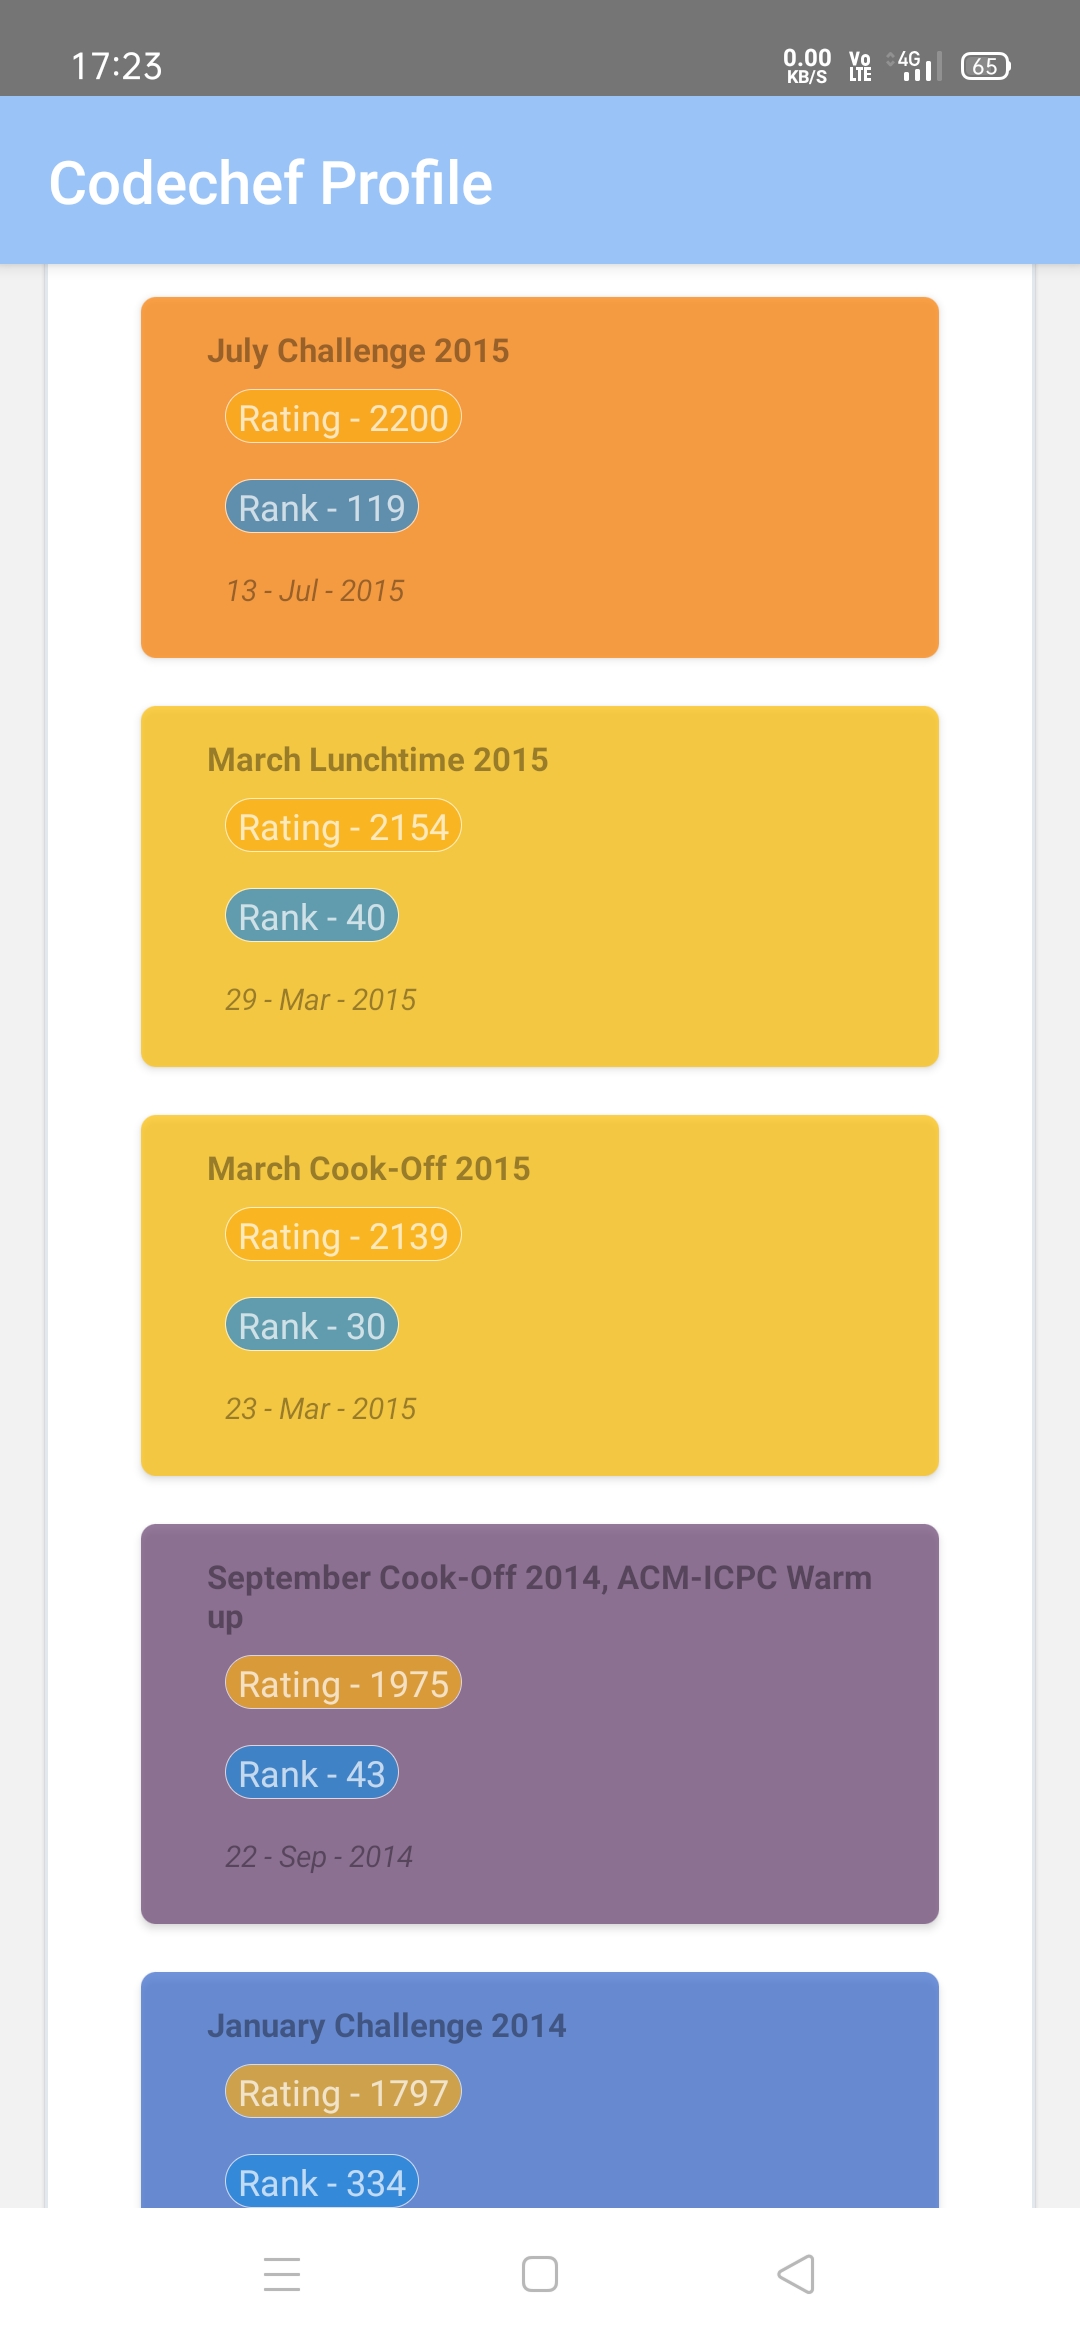 17:23
0.00
KB/S
Vo
LTE
4G
65
Codechef Profile
July Challenge 2015
Rating - 2200
Rank - 119
13 - Jul - 2015
March Lunchtime 2015
Rating - 2154
Rank - 40
29 - Mar - 2015
March Cook-Off 2015
Rating - 2139
Rank - 30
23 - Mar - 2015
September Cook-Off 2014, ACM-ICPC Warm
up
Rating - 1975
Rank - 43
22 - Sep - 2014
January Challenge 2014
Rating - 1797
Rank - 334